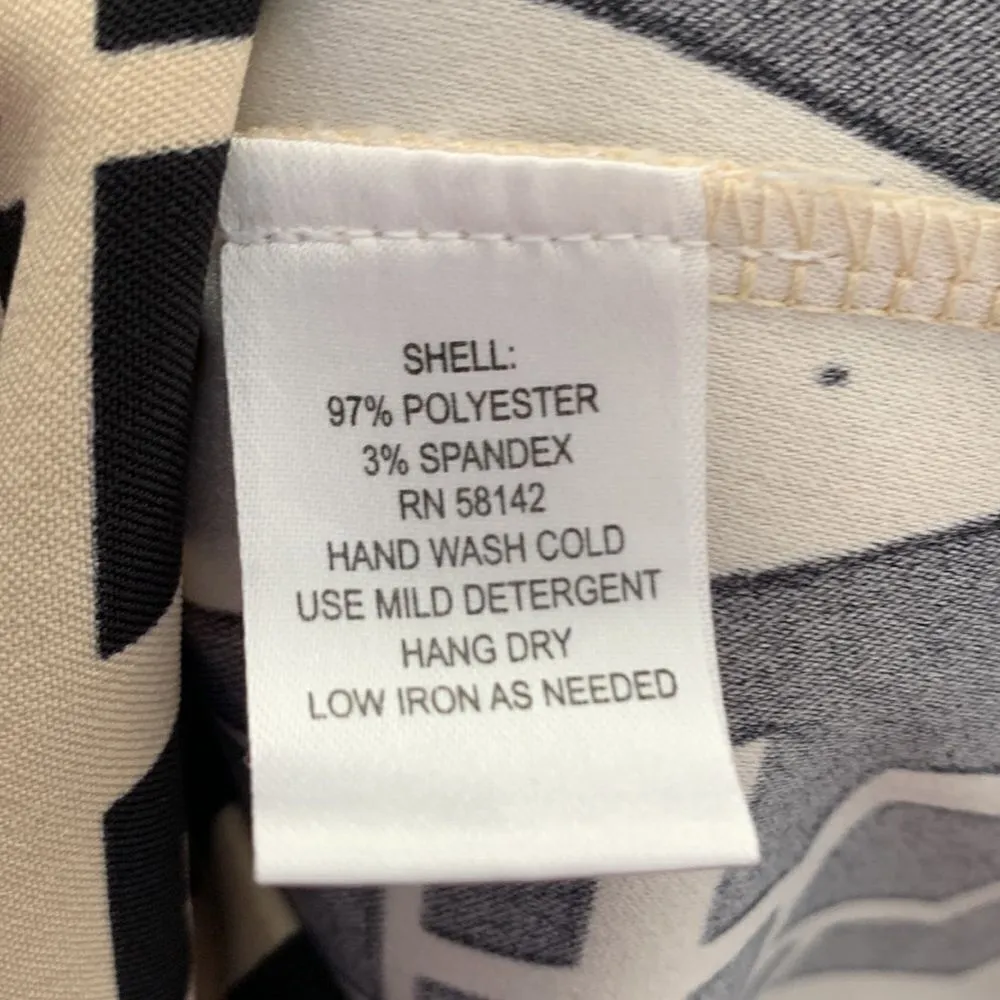 SHELL:
97% POLYESTER
3% SPANDEX
RN 58142
HAND WASH COLD
USE MILD DETERGENT
HANG DRY
LOW IRON AS NEEDED